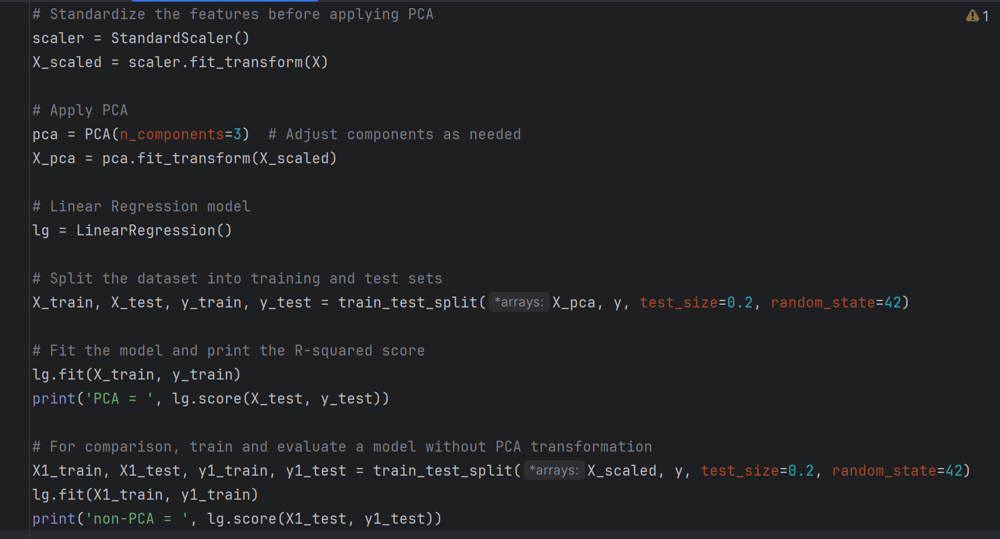 # Standardize the features before applying PCA
1
scaler = StandardScaler()
X_scaled = scaler.fit_transform(X)
# Apply PCA
pca = PCA(n_components=3)  # Adjust components as needed
X_pca = pca.fit_transform(X_scaled)
# Linear Regression model
lg = LinearRegression()
# Split the dataset into training and test sets
X_train, X_test, y_train, y_test = train_test_split( *arrays: X_pca, y, test_size=0.2, random_state=42)
# Fit the model and print the R-squared score
lg.fit(X_train, y_train)
print('PCA = ', lg.score(X_test, y_test))
# For comparison, train and evaluate a model without PCA transformation
X1_train, X1_test, y1_train, y1_test = train_test_split( *arrays: X_scaled, y, test_size=0.2, random_state=42)
lg.fit(X1_train, y1_train)
print('non-PCA = ', lg.score(X1_test, y1_test))